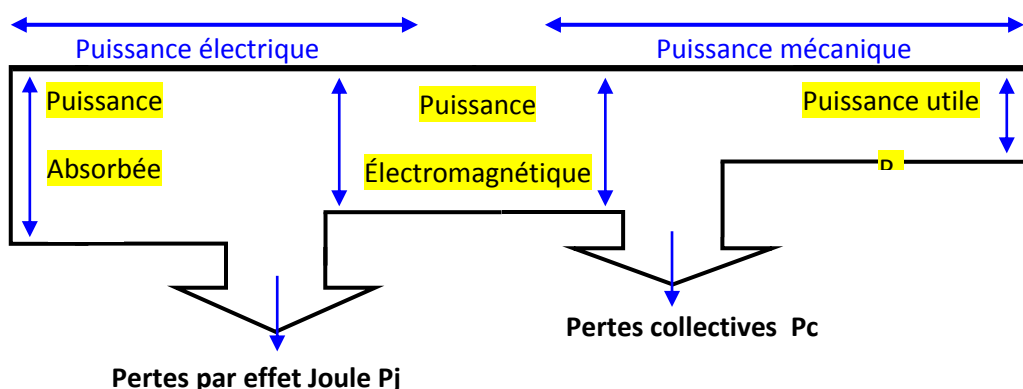 Puissance électrique
Puissance mécanique
Puissance
Absorbée
Puissance
Électromagnétique
Puissance utile
Pertes collectives Pc
Pertes par effet Joule Pj